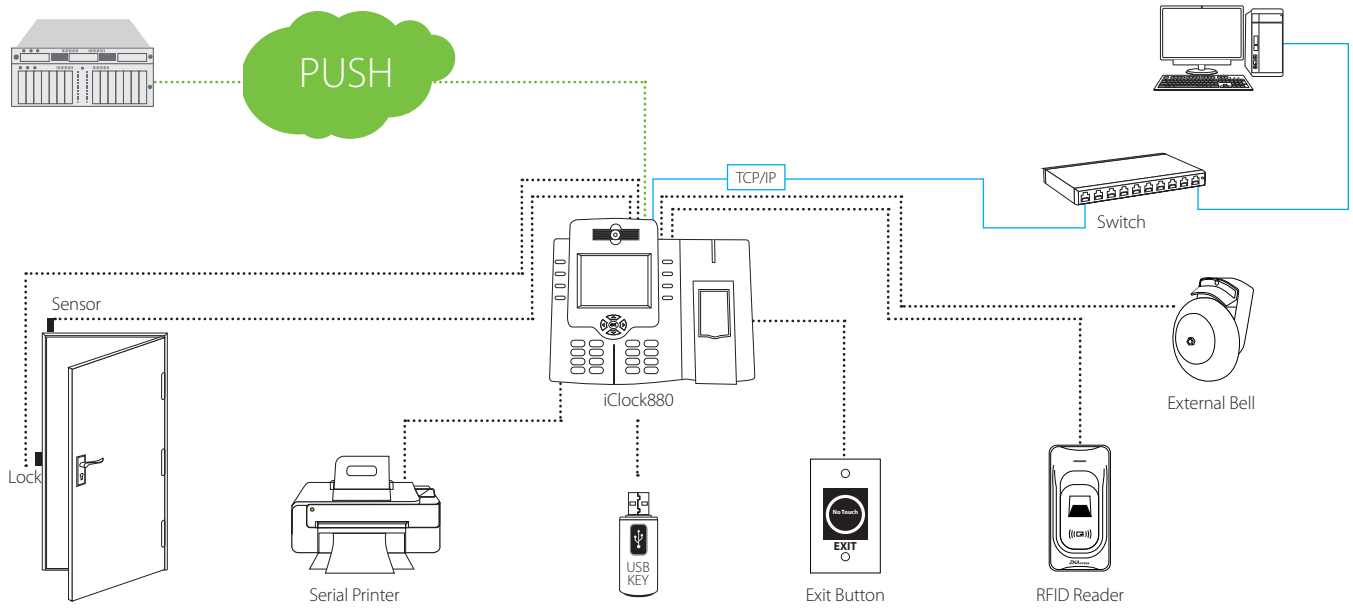 PUSH
TCP/IP
Switch
Sensor
iClock880
External Bell
Lock
No Touch
EXIT
USB
KEY
Serial Printer
Exit Button
RFID Reader